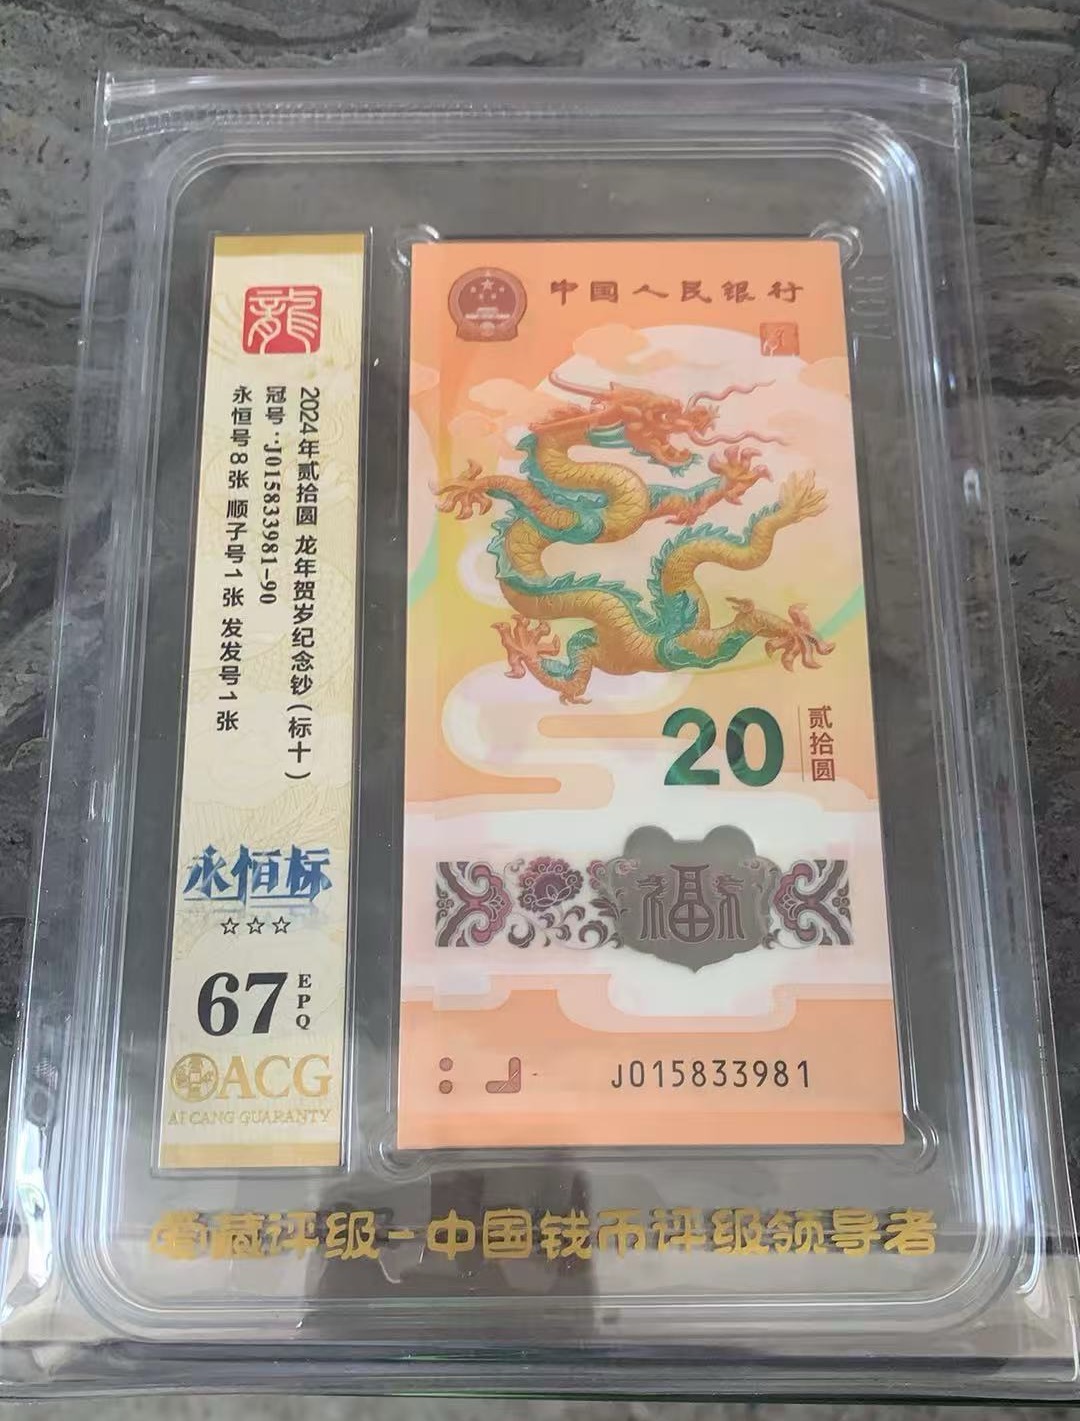 龍
2024年贰拾圆 龙年贺岁纪念钞(标十)
冠号:J015833981-90
永恒号8张 顺子号1张 发发号1张
永恒标
☆☆☆
67 EPQ
ACG
AI CANG GUARANTY
中国人民银行
20 贰拾圆
福
J015833981
爱藏评级-中国钱币评级领导者